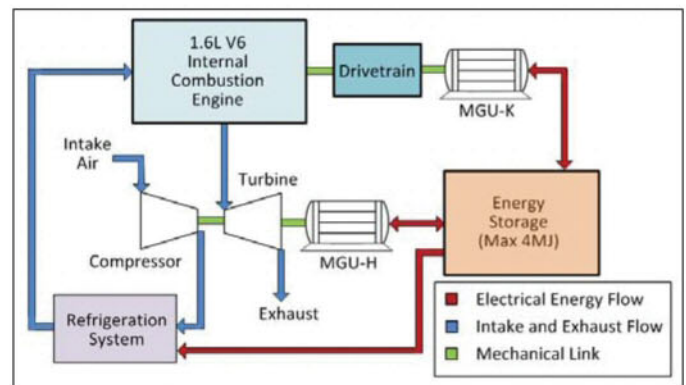 1.6L V6
Internal
Combustion
Engine
Drivetrain
MGU-K
Intake
Air
Turbine
Compressor
MGU-H
Energy
Storage
(Max 4MJ)
Exhaust
Refrigeration
System
Electrical Energy Flow
Intake and Exhaust Flow
Mechanical Link